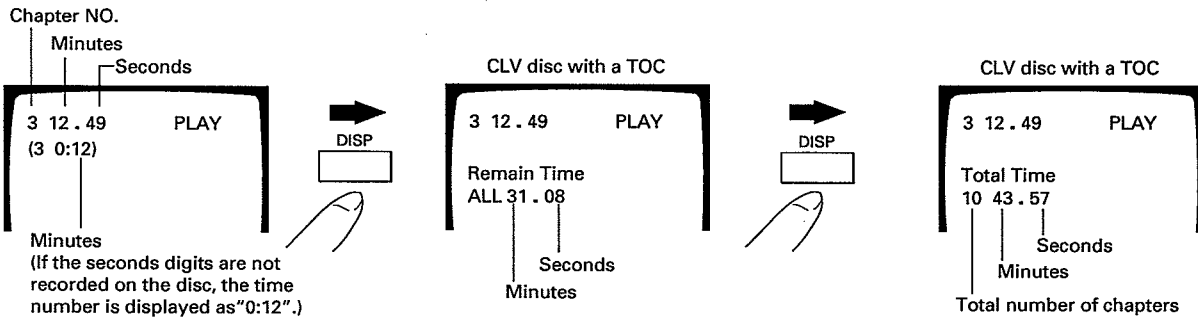 Chapter NO.
Minutes
Seconds
3 12.49 PLAY
(3 0:12)
Minutes
(If the seconds digits are not
recorded on the disc, the time
number is displayed as"0:12".)
DISP
CLV disc with a TOC
3 12.49 PLAY
Remain Time
ALL 31.08
Seconds
Minutes
DISP
CLV disc with a TOC
3 12.49 PLAY
Total Time
10 43.57
Seconds
Minutes
Total number of chapters